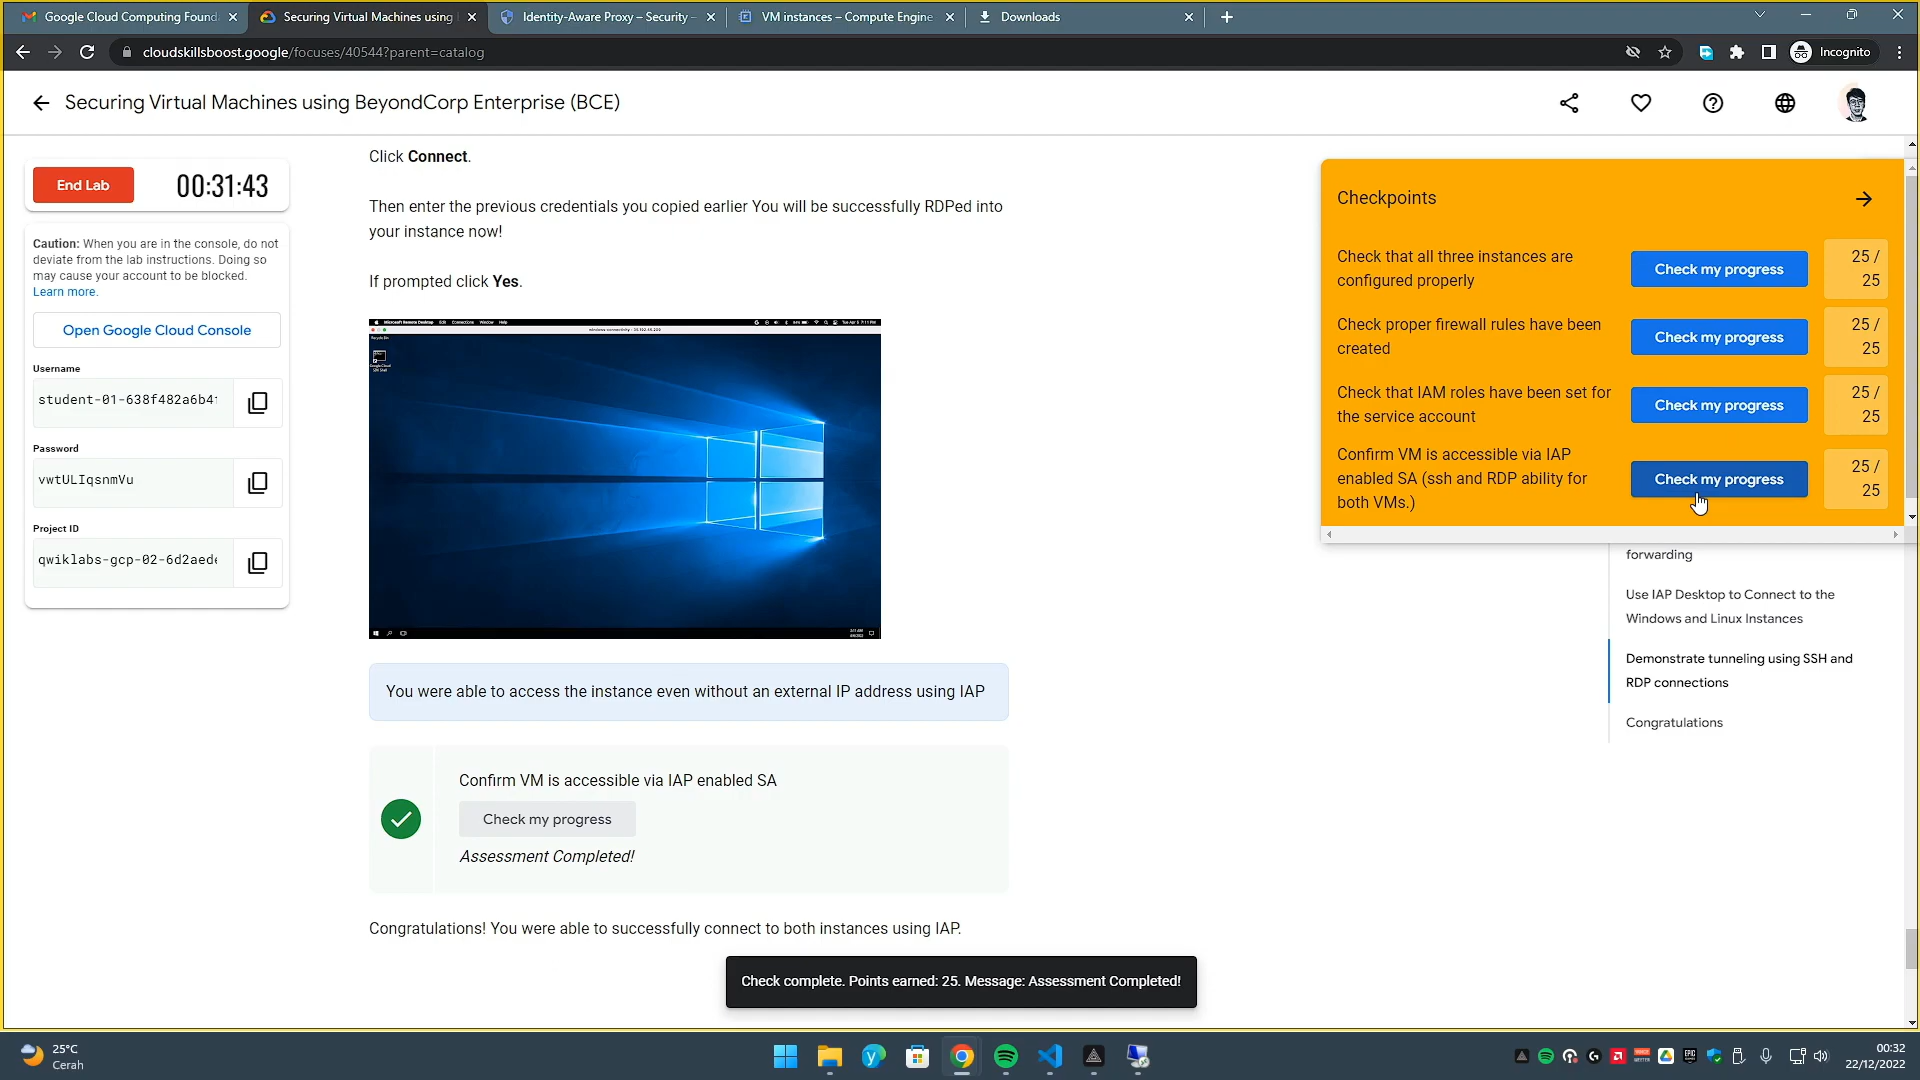 Google Cloud Computing Found
Securing Virtual Machines using
Identity-Aware Proxy – Security –
VM instances – Compute Engine
Downloads
cloudskillsboost.google/focuses/40544?parent=catalog
Incognito
Securing Virtual Machines using BeyondCorp Enterprise (BCE)
End Lab
00:31:43
Caution: When you are in the console, do not
deviate from the lab instructions. Doing so
may cause your account to be blocked.
Learn more.
Open Google Cloud Console
Username
student-01-638f482a6b4f
Password
vwtULIqsnmVu
Project ID
qwiklabs-gcp-02-6d2aede
Click Connect.
Then enter the previous credentials you copied earlier You will be successfully RDPed into
your instance now!
If prompted click Yes.
Microsoft Remote Desktop Edit Connections Window Help
Recycle Bin
You were able to access the instance even without an external IP address using IAP
Confirm VM is accessible via IAP enabled SA
Check my progress
Assessment Completed!
Congratulations! You were able to successfully connect to both instances using IAP.
Check complete. Points earned: 25. Message: Assessment Completed!
Checkpoints
Check that all three instances are
configured properly
Check my progress
25 /
25
Check proper firewall rules have been
created
Check my progress
25 /
25
Check that IAM roles have been set for
the service account
Check my progress
25 /
25
Confirm VM is accessible via IAP
enabled SA (ssh and RDP ability for
both VMs.)
Check my progress
25 /
25
forwarding
Use IAP Desktop to Connect to the
Windows and Linux Instances
Demonstrate tunneling using SSH and
RDP connections
Congratulations
25°C
Cerah
00:32
22/12/2022